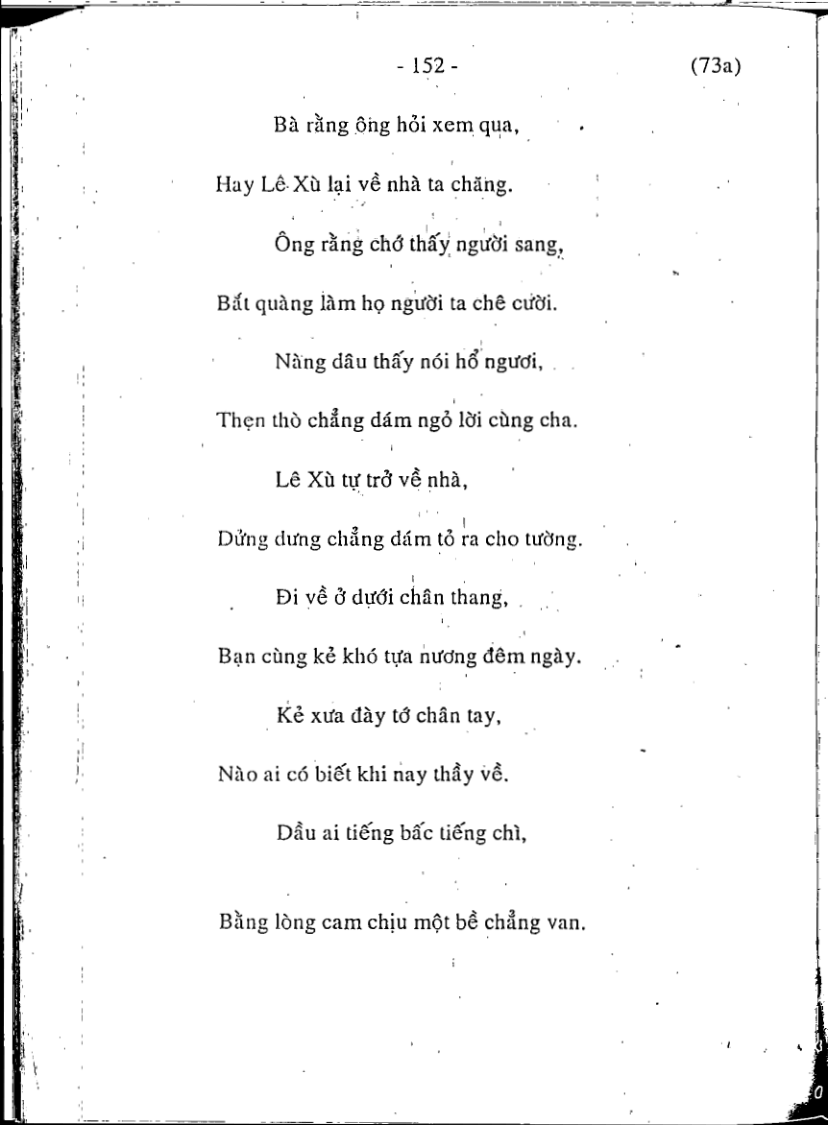 - 152 - (73a)
Bà rằng ông hỏi xem qua,
Hay Lê Xù lại về nhà ta chăng.
Ông rằng chớ thấy người sang,
Bắt quàng làm họ người ta chê cười.
Nàng dâu thấy nói hổ ngươi,
Thẹn thò chẳng dám ngỏ lời cùng cha.
Lê Xù tự trở về nhà,
Dửng dưng chẳng dám tỏ ra cho tường.
Đi về ở dưới chân thang,
Bạn cùng kẻ khó tựa nương đêm ngày.
Kẻ xưa đày tớ chân tay,
Nào ai có biết khi nay thầy về.
Dầu ai tiếng bấc tiếng chì,
Bằng lòng cam chịu một bề chẳng van.